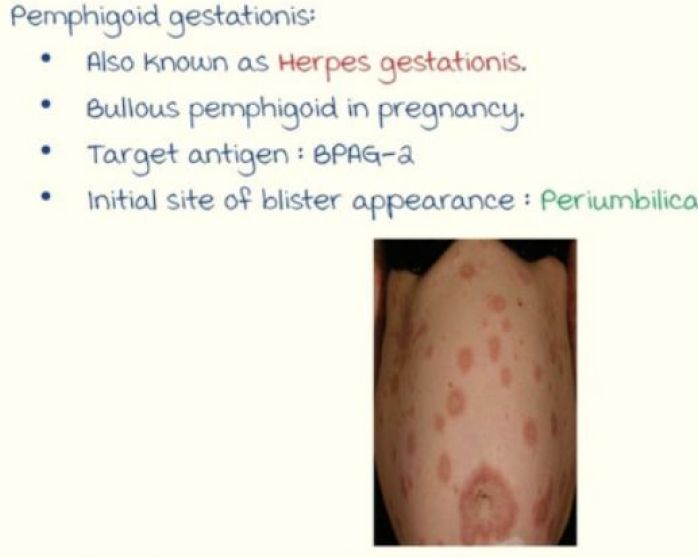 Pemphigoid gestationis:
• Also known as Herpes gestationis.
• Bullous pemphigoid in pregnancy.
• Target antigen : BPAG-2
• Initial site of blister appearance : Periumbilica